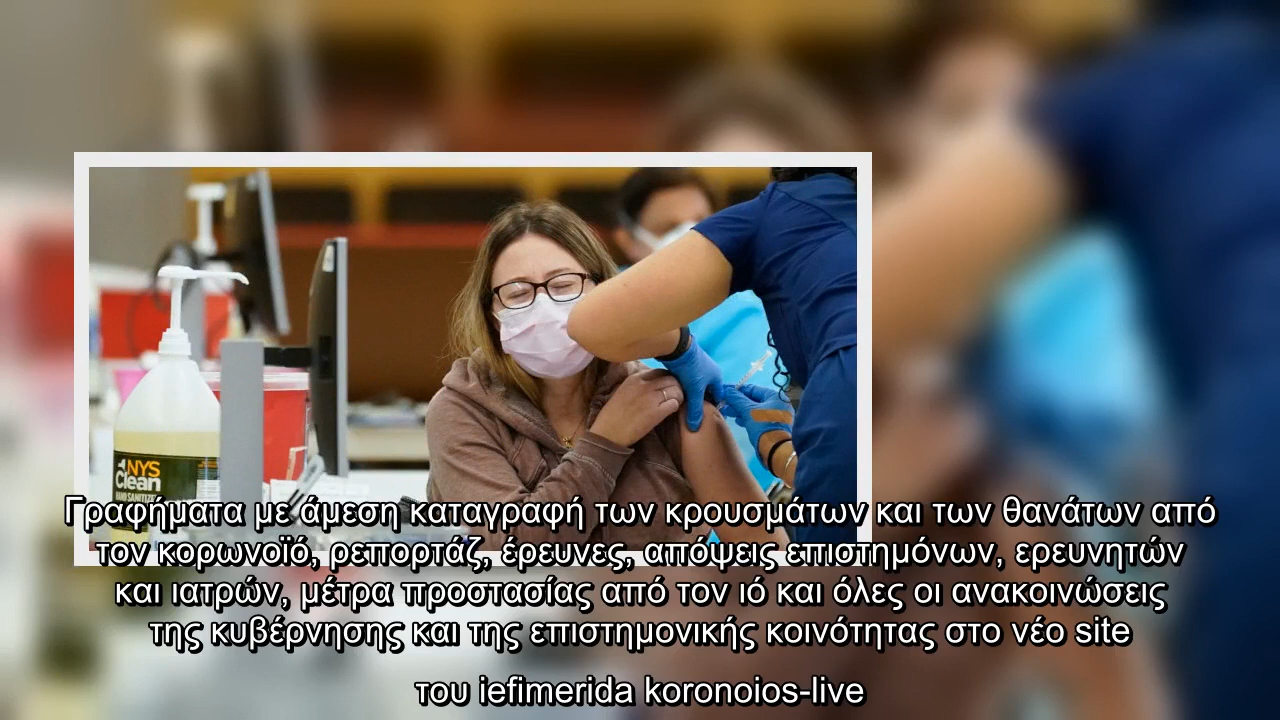 NYS
Clean
HAND SANITIZER
Γραφήματα με άμεση καταγραφή των κρουσμάτων και των θανάτων από
τον κορωνοϊό, ρεπορτάζ, έρευνες, απόψεις επιστημόνων, ερευνητών
και ιατρών, μέτρα προστασίας από τον ιό και όλες οι ανακοινώσεις
της κυβέρνησης και της επιστημονικής κοινότητας στο νέο site
του iefimerida koronoios-live